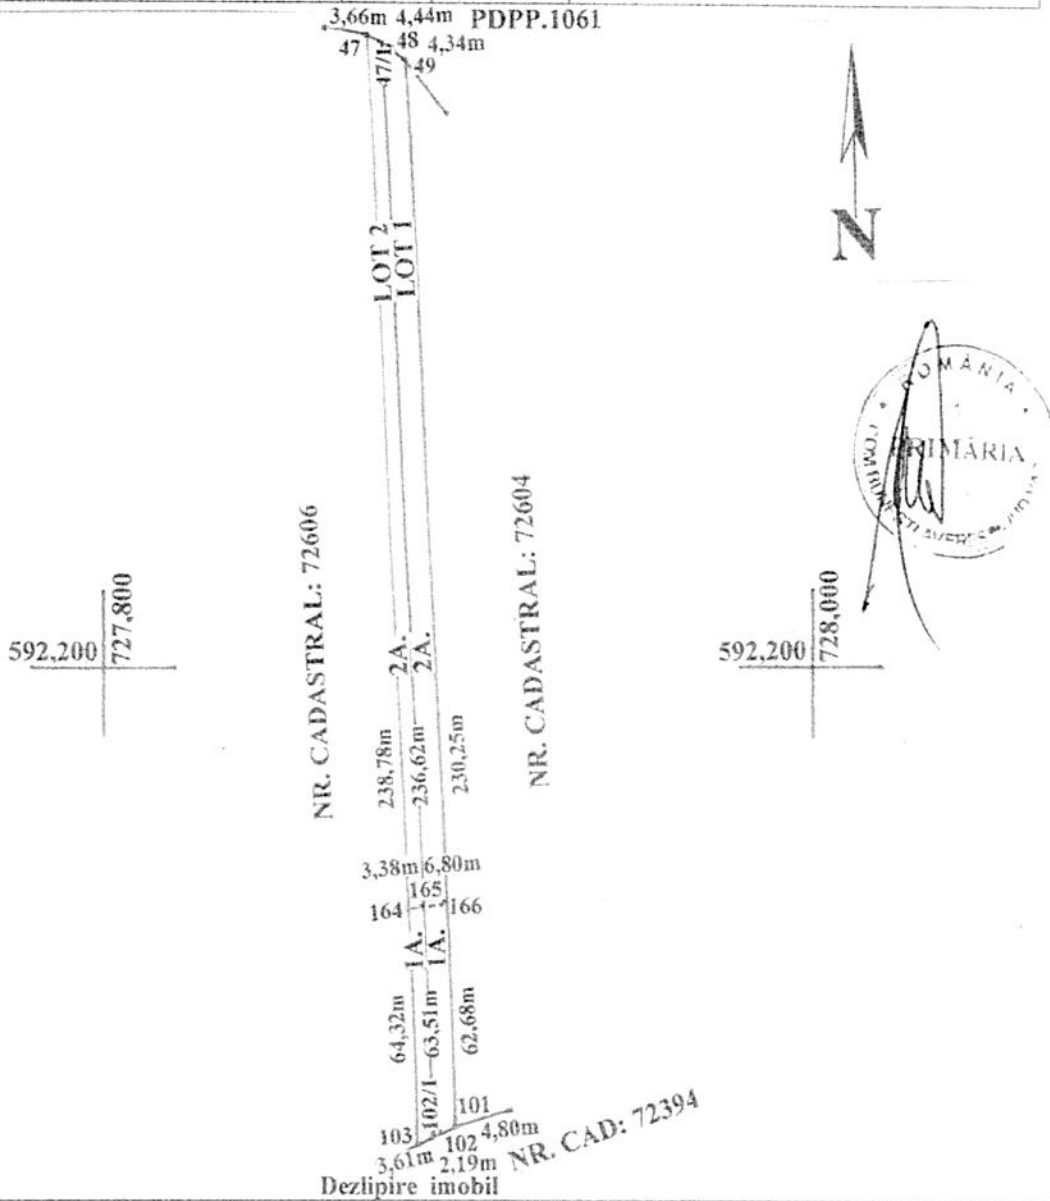 3,66m 4,44m PDPP.1061
47 47/1 48 4,34m
49
N
LOT 2
LOT 1
ROMÂNIA
PRIMĂRIA
NR. CADASTRAL: 72606
NR. CADASTRAL: 72604
592,200 727,800
592,200 728,000
2A.
2A.
238,78m
236,62m
230,25m
3,38m 6,80m
165
164 166
1A.
1A.
64,32m
63,51m
62,68m
102/1
101
103 102 4,80m
3,61m 2,19m
NR. CAD: 72394
Dezlipire imobil